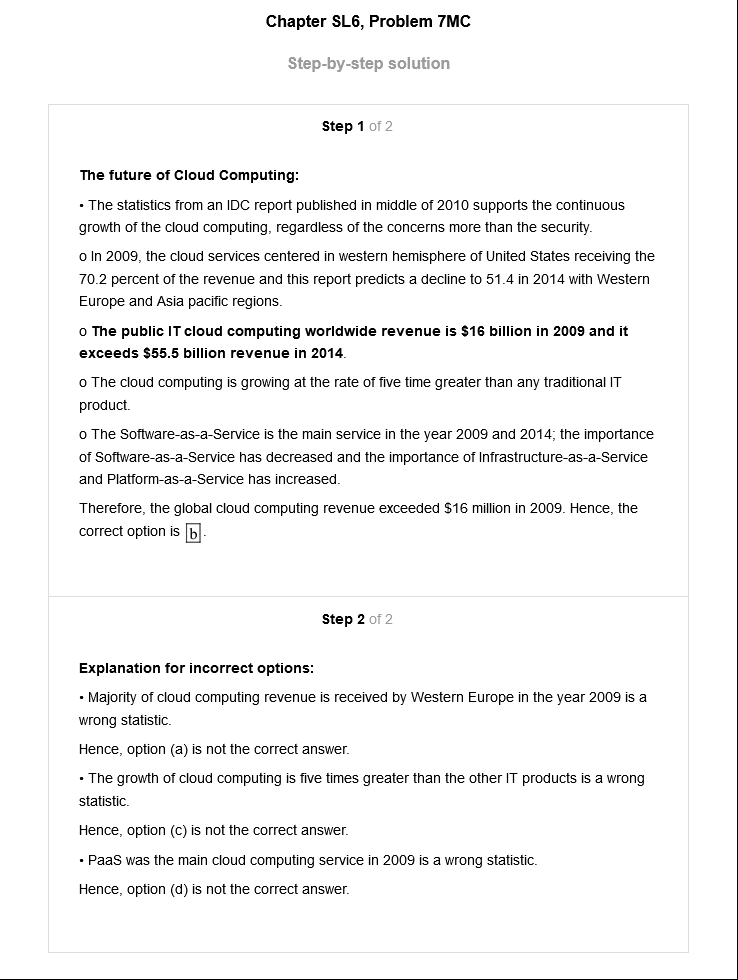 Chapter SL6, Problem 7MC
Step-by-step solution
Step 1 of 2
The future of Cloud Computing:
• The statistics from an IDC report published in middle of 2010 supports the continuous
growth of the cloud computing, regardless of the concerns more than the security.
o In 2009, the cloud services centered in western hemisphere of United States receiving the
70.2 percent of the revenue and this report predicts a decline to 51.4 in 2014 with Western
Europe and Asia pacific regions.
o The public IT cloud computing worldwide revenue is $16 billion in 2009 and it
exceeds $55.5 billion revenue in 2014.
o The cloud computing is growing at the rate of five time greater than any traditional IT
product.
o The Software-as-a-Service is the main service in the year 2009 and 2014; the importance
of Software-as-a-Service has decreased and the importance of Infrastructure-as-a-Service
and Platform-as-a-Service has increased.
Therefore, the global cloud computing revenue exceeded $16 million in 2009. Hence, the
correct option is b.
Step 2 of 2
Explanation for incorrect options:
• Majority of cloud computing revenue is received by Western Europe in the year 2009 is a
wrong statistic.
Hence, option (a) is not the correct answer.
• The growth of cloud computing is five times greater than the other IT products is a wrong
statistic.
Hence, option (c) is not the correct answer.
• PaaS was the main cloud computing service in 2009 is a wrong statistic.
Hence, option (d) is not the correct answer.